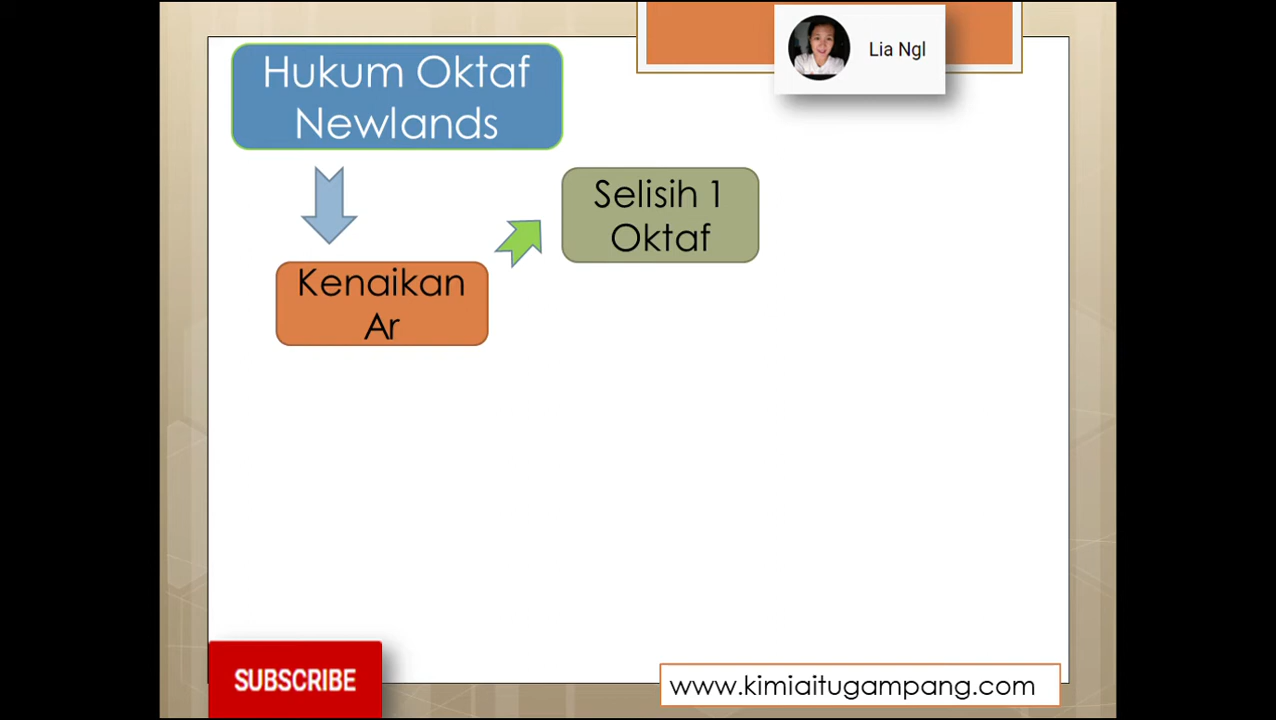 Hukum Oktaf
Newlands
Lia Ngl
Selisih 1
Oktaf
Kenaikan
Ar
SUBSCRIBE
www.kimiaitugampang.com